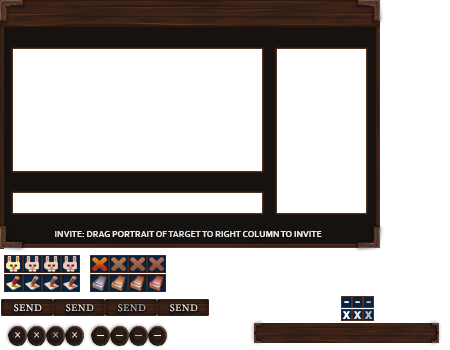 INVITE: DRAG PORTRAIT OF TARGET TO RIGHT COLUMN TO INVITE
SEND SEND SEND SEND